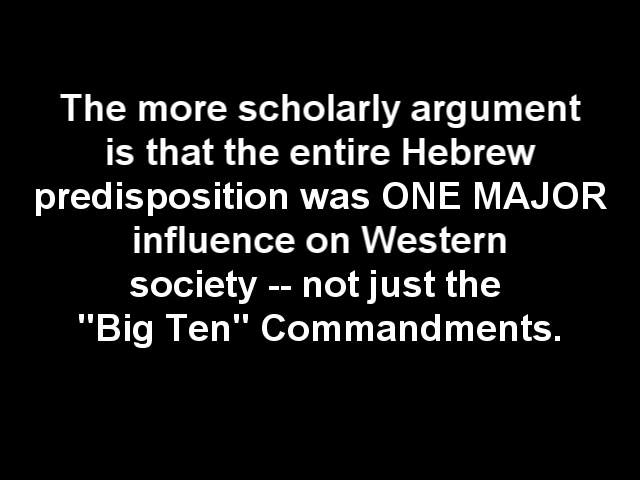 The more scholarly argument
is that the entire Hebrew
predisposition was ONE MAJOR
influence on Western
society -- not just the
"Big Ten" Commandments.